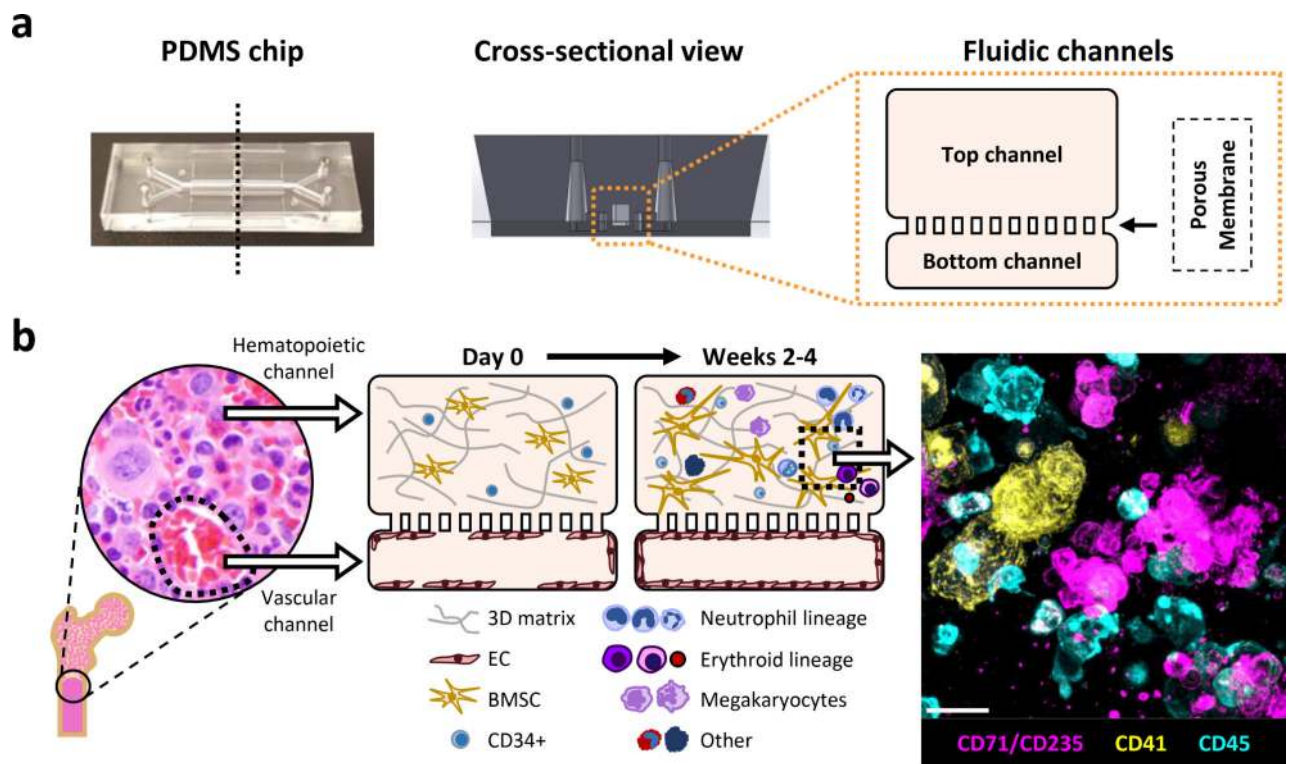 a
PDMS chip
Cross-sectional view
Fluidic channels
Top channel
Bottom channel
Porous
Membrane
b
Hematopoietic
channel
Vascular
channel
Day 0
Weeks 2-4
3D matrix
EC
BMSC
CD34+
Neutrophil lineage
Erythroid lineage
Megakaryocytes
Other
CD71/CD235 CD41 CD45